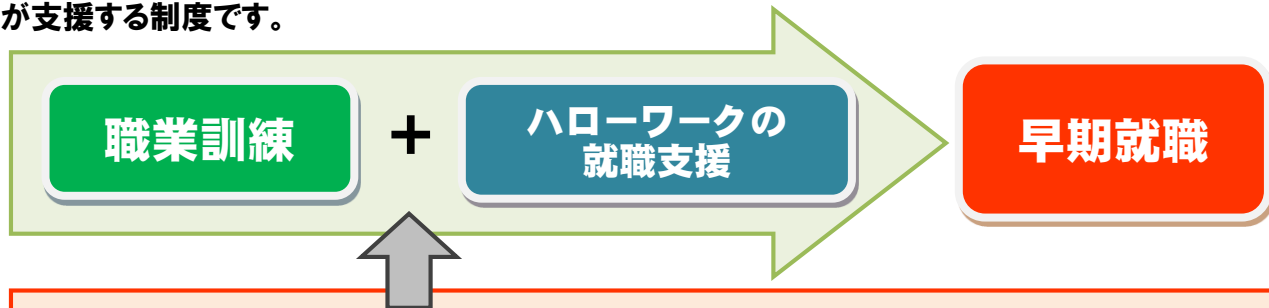 が支援する制度です。
職業訓練
+
ハローワークの
就職支援
早期就職